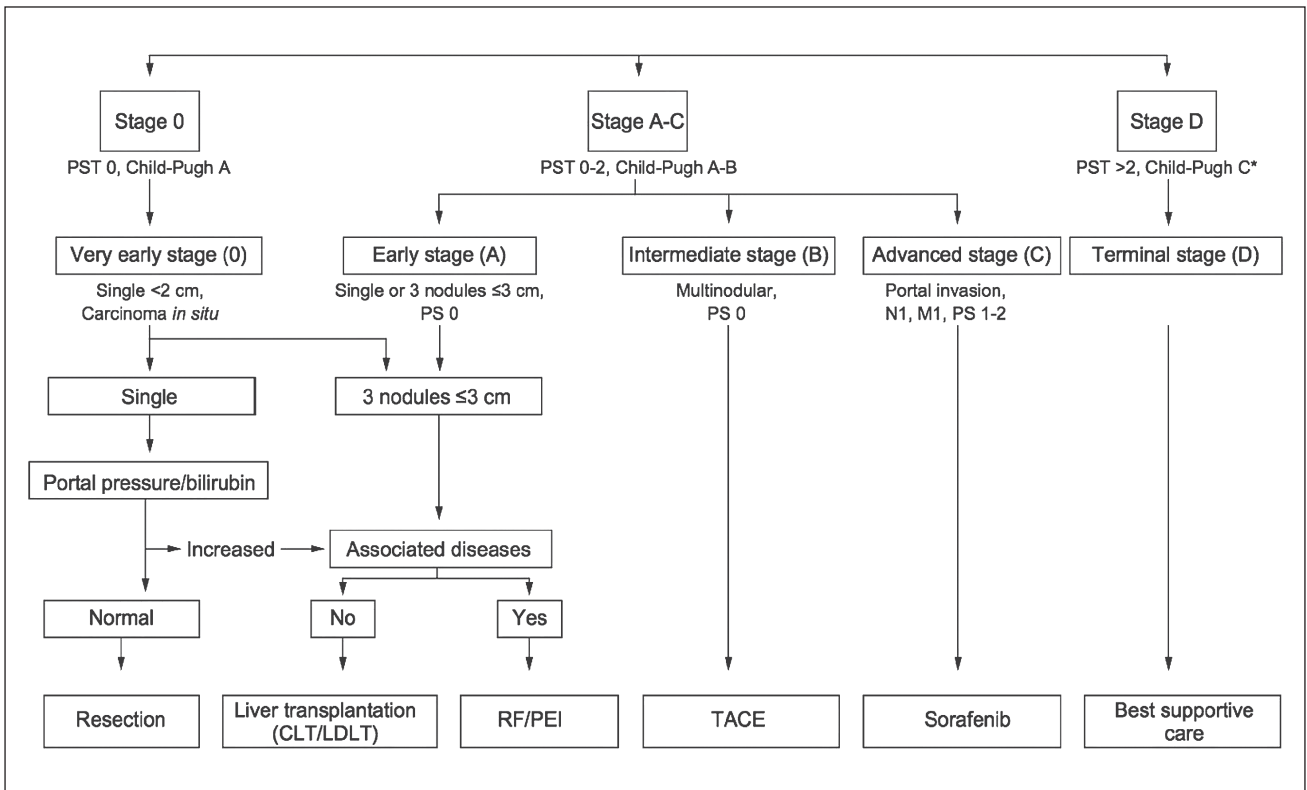 Stage 0
PST 0, Child-Pugh A
Stage A-C
PST 0-2, Child-Pugh A-B
Stage D
PST >2, Child-Pugh C*
Very early stage (0)
Single <2 cm,
Carcinoma in situ
Early stage (A)
Single or 3 nodules ≤3 cm,
PS 0
Intermediate stage (B)
Multinodular,
PS 0
Advanced stage (C)
Portal invasion,
N1, M1, PS 1-2
Terminal stage (D)
Single
3 nodules ≤3 cm
Portal pressure/bilirubin
Increased
Associated diseases
Normal
No
Yes
Resection
Liver transplantation
(CLT/LDLT)
RF/PEI
TACE
Sorafenib
Best supportive
care